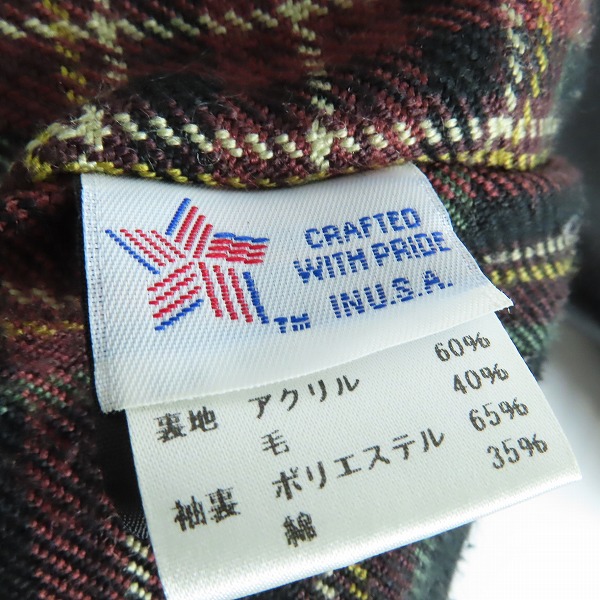 CRAFTED
WITH PRIDE
IN U.S.A.
TM
裏地 アクリル 60%
毛 40%
袖裏 ポリエステル 65%
綿 35%